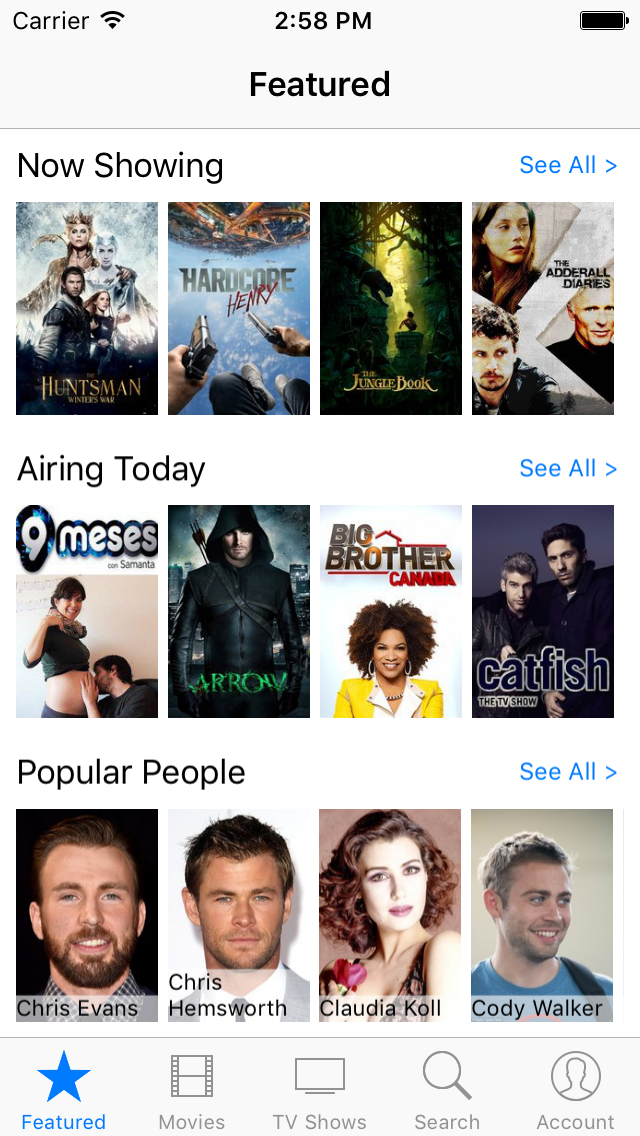 Carrier
2:58 PM
Featured
Now Showing
See All >
THE
HUNTSMAN
WINTER'S WAR
HARDCORE
HENRY
THE
JUNGLE BOOK
THE
ADDERALL
DIARIES
Airing Today
See All >
9 meses
con Samanta
ARROW
BIG
BROTHER
CANADA
catfish
THE TV SHOW
Popular People
See All >
Chris Evans
Chris
Hemsworth
Claudia Koll
Cody Walker
Featured
Movies
TV Shows
Search
Account